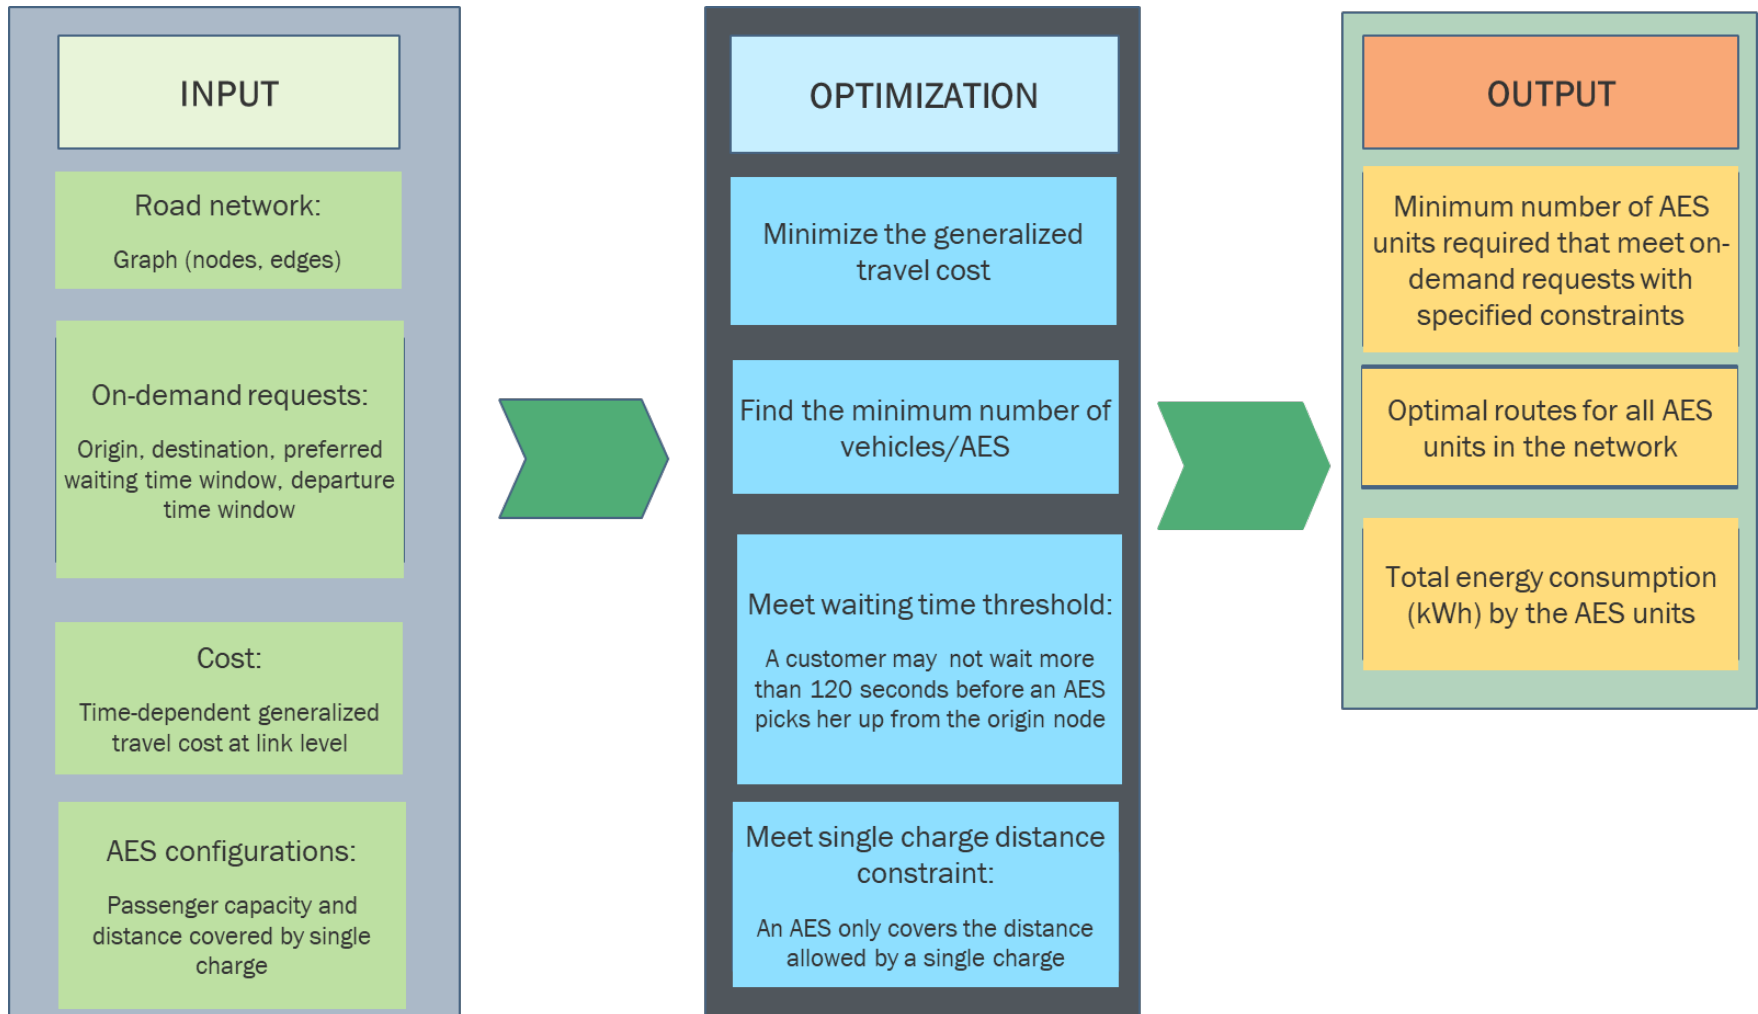 INPUT
Road network:
Graph (nodes, edges)
On-demand requests:
Origin, destination, preferred
waiting time window, departure
time window
Cost:
Time-dependent generalized
travel cost at link level
AES configurations:
Passenger capacity and
distance covered by single
charge
OPTIMIZATION
Minimize the generalized
travel cost
Find the minimum number of
vehicles/AES
Meet waiting time threshold:
A customer may not wait more
than 120 seconds before an AES
picks her up from the origin node
Meet single charge distance
constraint:
An AES only covers the distance
allowed by a single charge
OUTPUT
Minimum number of AES
units required that meet on-
demand requests with
specified constraints
Optimal routes for all AES
units in the network
Total energy consumption
(kWh) by the AES units